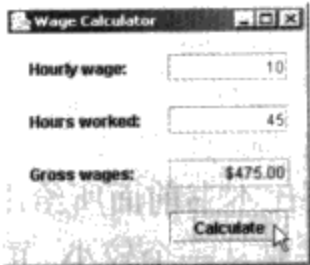 Wage Calculator
Hourly wage: 10
Hours worked: 45
Gross wages: $475.00
Calculate